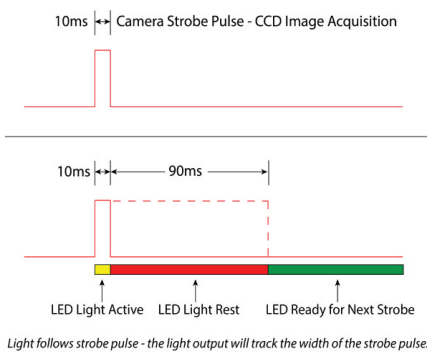 10ms Camera Strobe Pulse - CCD Image Acquisition
10ms 90ms
LED Light Active LED Light Rest LED Ready for Next Strobe
Light follows strobe pulse - the light output will track the width of the strobe pulse.